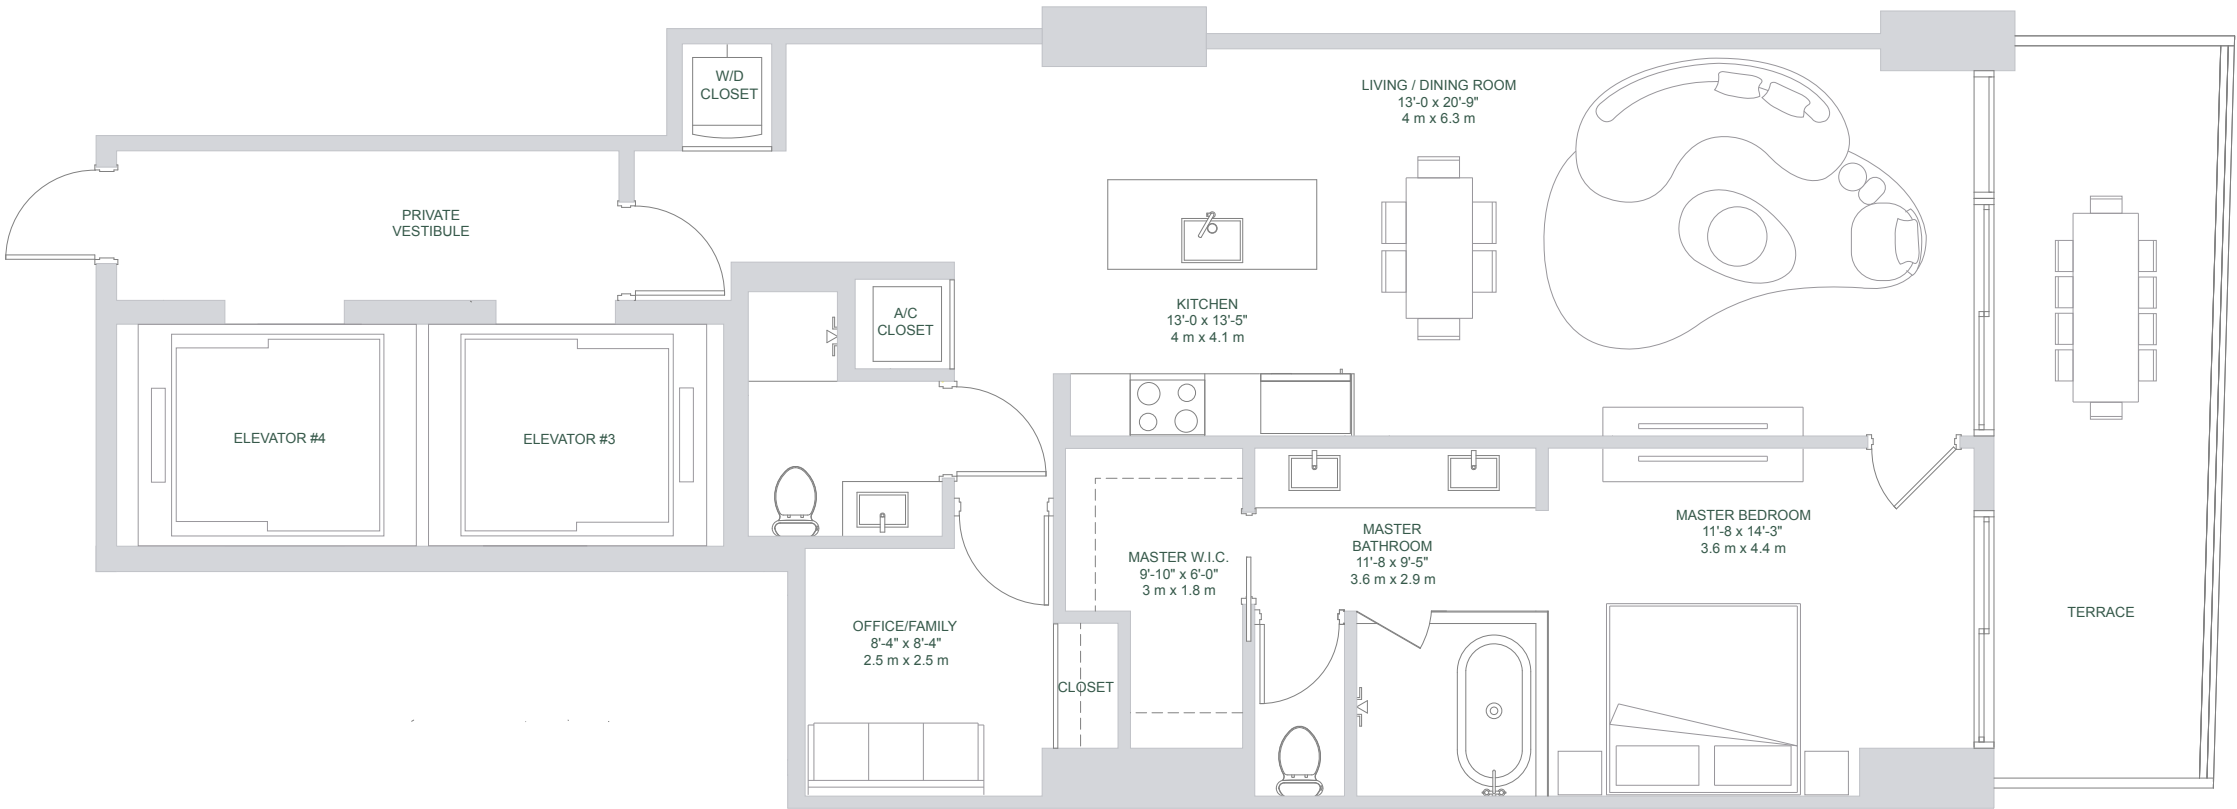 W/D
CLOSET
LIVING / DINING ROOM
13'-0 x 20'-9"
4 m x 6.3 m
PRIVATE
VESTIBULE
KITCHEN
13'-0 x 13'-5"
4 m x 4.1 m
A/C
CLOSET
ELEVATOR #4
ELEVATOR #3
MASTER BEDROOM
11'-8 x 14'-3"
3.6 m x 4.4 m
MASTER
BATHROOM
11'-8 x 9'-5"
3.6 m x 2.9 m
MASTER W.I.C.
9'-10" x 6'-0"
3 m x 1.8 m
TERRACE
OFFICE/FAMILY
8'-4" x 8'-4"
2.5 m x 2.5 m
CLOSET